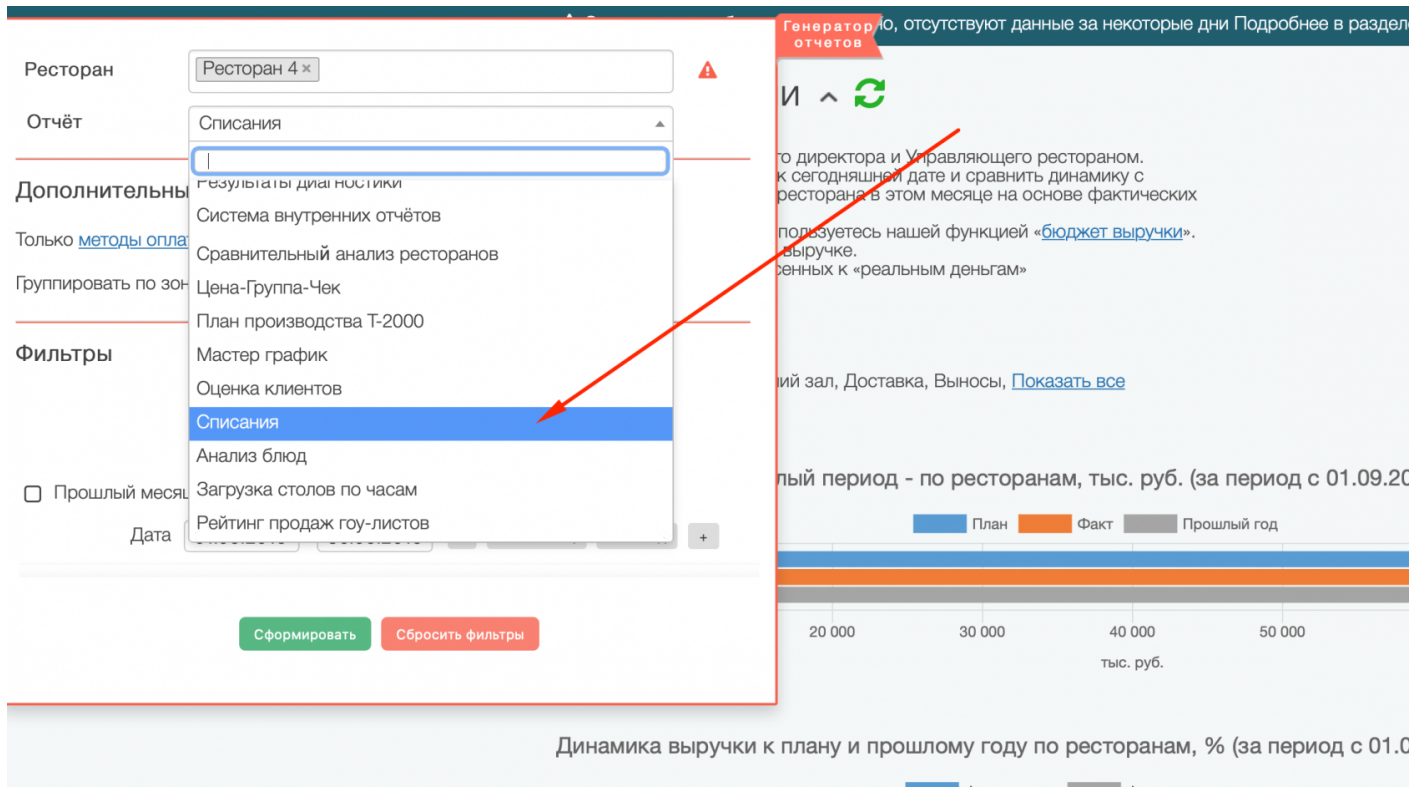 Генератор
отчетов
но, отсутствуют данные за некоторые дни Подробнее в раздел
Ресторан
Ресторан 4 ×
Отчёт
Списания
Результаты диагностики
Система внутренних отчётов
Сравнительный анализ ресторанов
Цена-Группа-Чек
План производства Т-2000
Мастер график
Оценка клиентов
Списания
Анализ блюд
Загрузка столов по часам
Рейтинг продаж гоу-листов
Дополнительны
Только методы опла
Группировать по зон
Фильтры
Прошлый месяц
Дата
+
Сформировать
Сбросить фильтры
И
го директора и Управляющего рестораном.
к сегодняшней дате и сравнить динамику с
ресторана в этом месяце на основе фактических
пользуетесь нашей функцией «бюджет выручки».
выручке.
сенных к «реальным деньгам»
ий зал, Доставка, Выносы, Показать все
лый период - по ресторанам, тыс. руб. (за период с 01.09.20
План
Факт
Прошлый год
20 000
30 000
40 000
50 000
тыс. руб.
Динамика выручки к плану и прошлому году по ресторанам, % (за период с 01.0